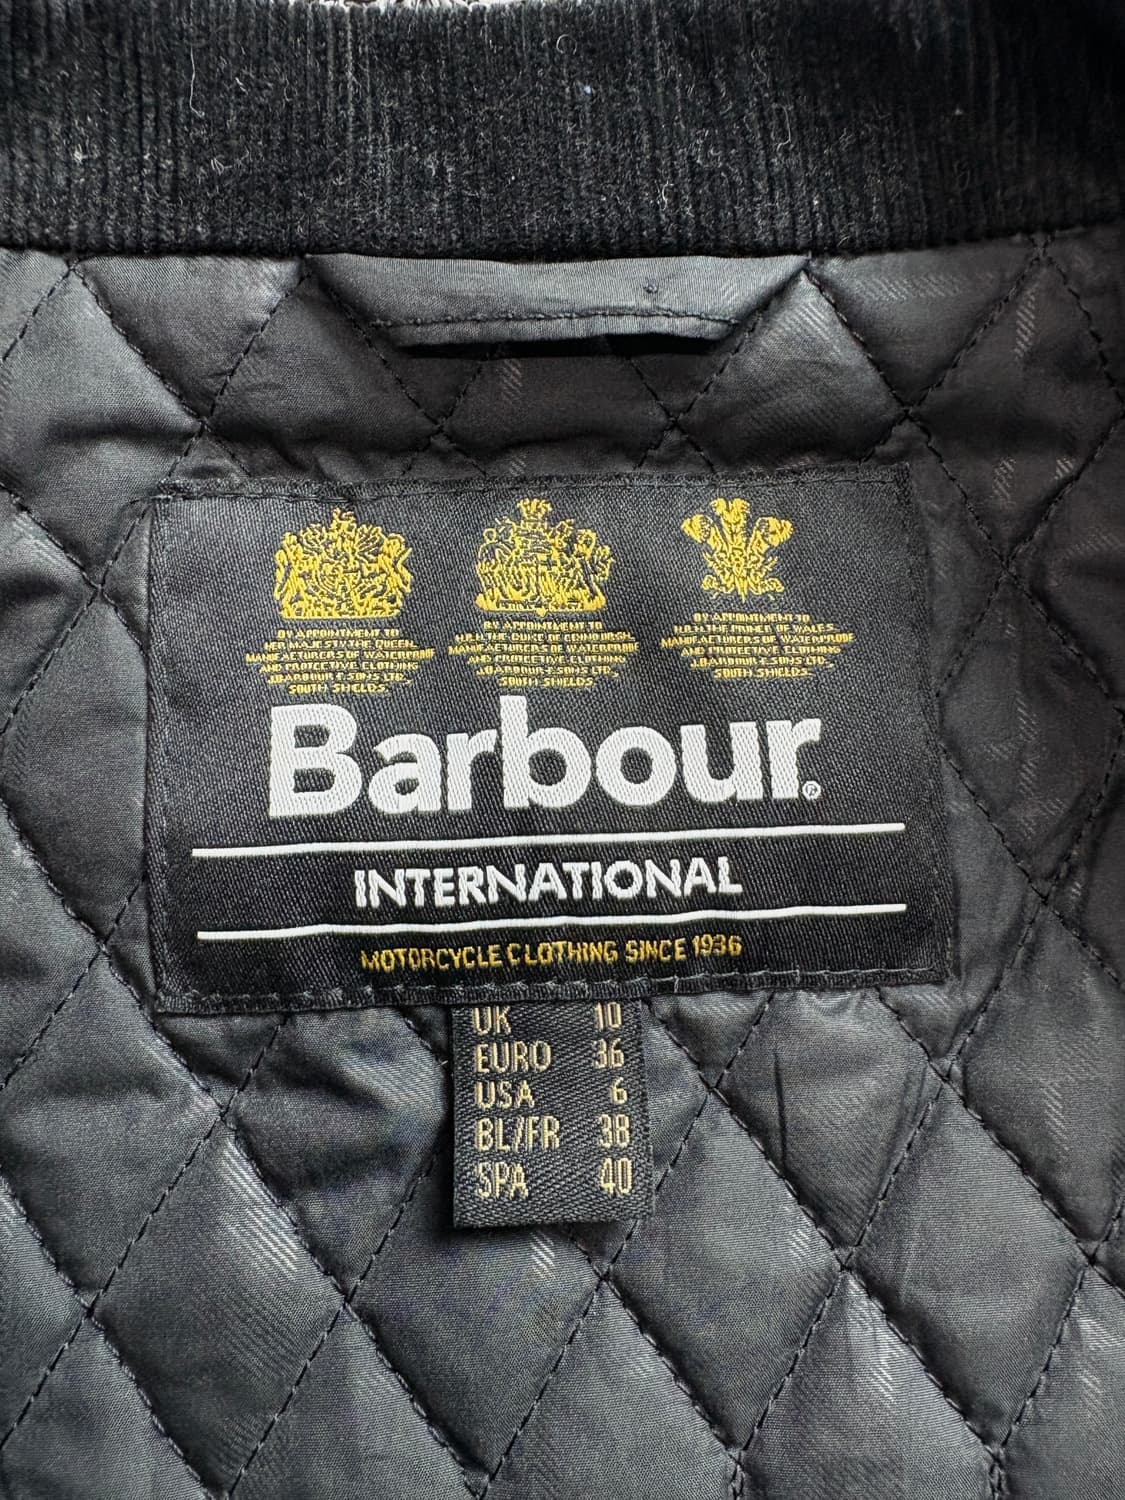 BY APPOINTMENT TO
HER MAJESTY THE QUEEN
MANUFACTURERS OF WATERPROOF
AND PROTECTIVE CLOTHING
J.BARBOUR & SONS LTD.
SOUTH SHIELDS.
BY APPOINTMENT TO
H.R.H. THE DUKE OF EDINBURGH
MANUFACTURERS OF WATERPROOF
AND PROTECTIVE CLOTHING
J.BARBOUR & SONS LTD.
SOUTH SHIELDS.
BY APPOINTMENT TO
H.R.H. THE PRINCE OF WALES
MANUFACTURERS OF WATERPROOF
AND PROTECTIVE CLOTHING
J.BARBOUR & SONS LTD.
SOUTH SHIELDS.
Barbour®
INTERNATIONAL
MOTORCYCLE CLOTHING SINCE 1936
UK 10
EURO 36
USA 6
BL/FR 38
SPA 40